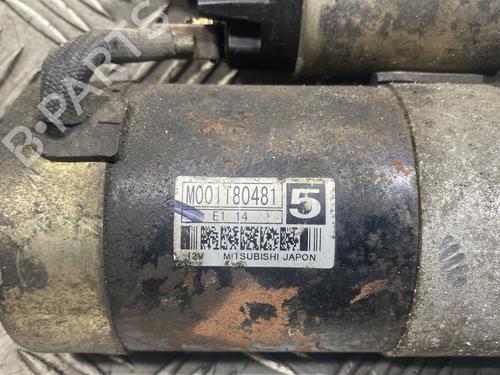 B-PARTS
M001T80481 5
E1 14
12V MITSUBISHI JAPON